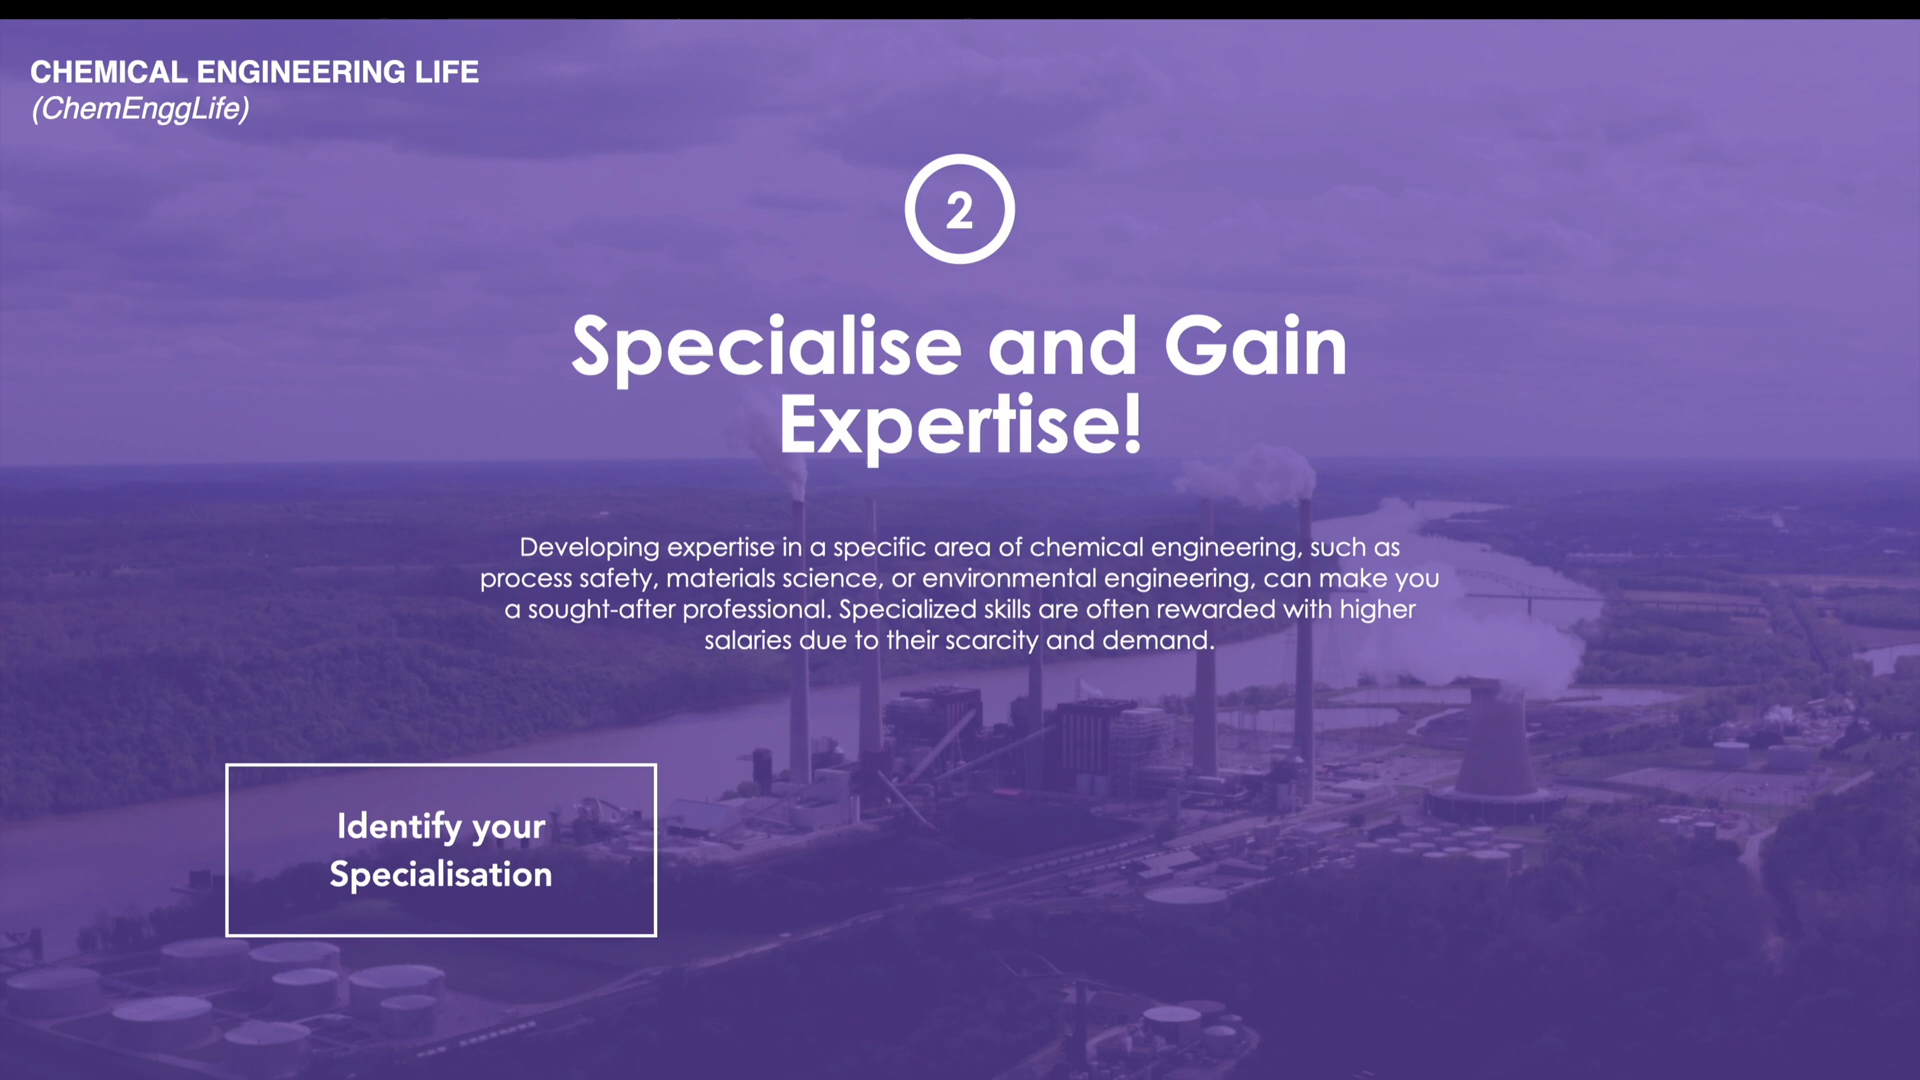 CHEMICAL ENGINEERING LIFE
(ChemEnggLife)
2
Specialise and Gain
Expertise!
Developing expertise in a specific area of chemical engineering, such as
process safety, materials science, or environmental engineering, can make you
a sought-after professional. Specialized skills are often rewarded with higher
salaries due to their scarcity and demand.
Identify your
Specialisation